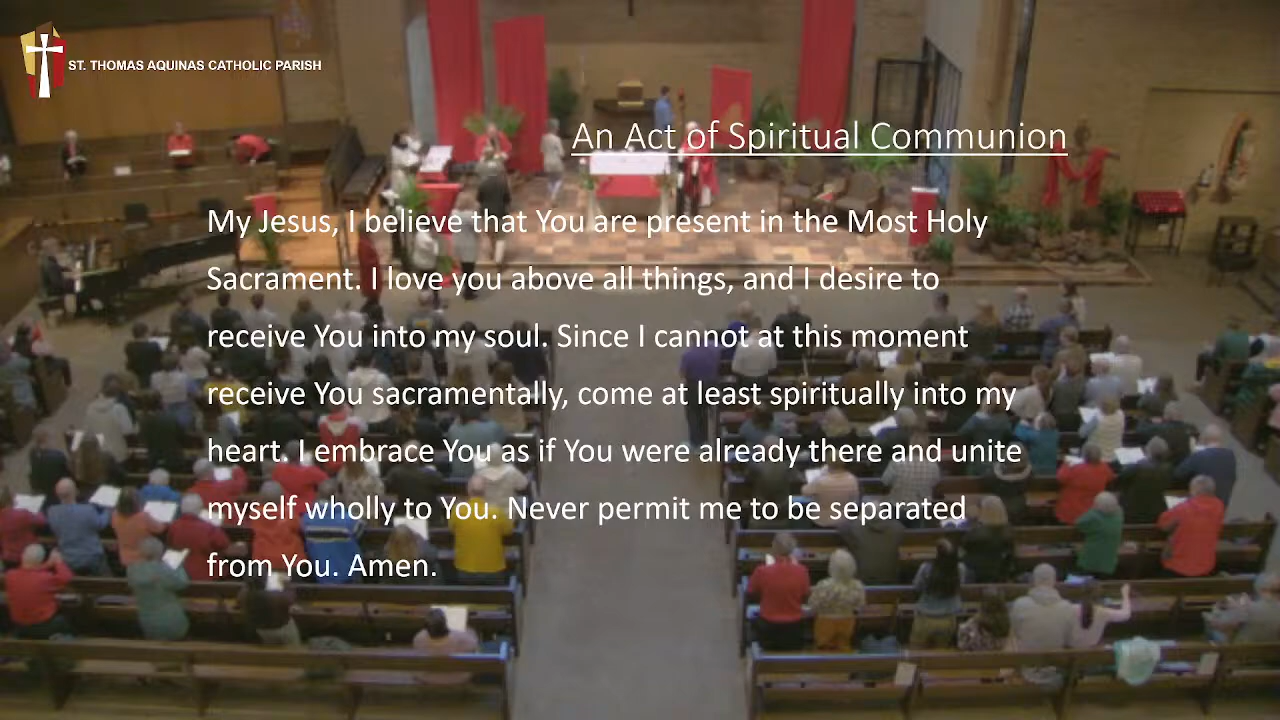 ST. THOMAS AQUINAS CATHOLIC PARISH
An Act of Spiritual Communion
My Jesus, I believe that You are present in the Most Holy
Sacrament. I love you above all things, and I desire to
receive You into my soul. Since I cannot at this moment
receive You sacramentally, come at least spiritually into my
heart. I embrace You as if You were already there and unite
myself wholly to You. Never permit me to be separated
from You. Amen.